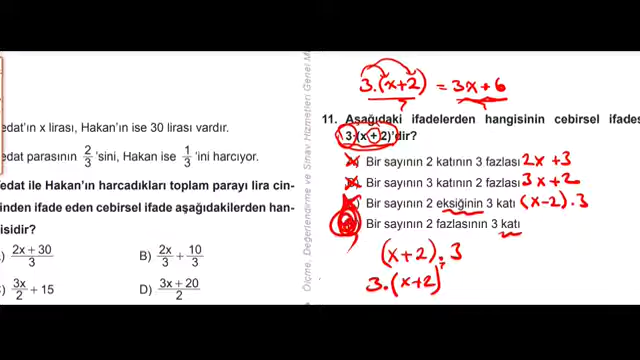 edat'ın x lirası, Hakan'ın ise 30 lirası vardır.
edat parasının 2/3 'sini, Hakan ise 1/3 'ini harcıyor.
edat ile Hakan'ın harcadıkları toplam parayı lira cin-
inden ifade eden cebirsel ifade aşağıdakilerden han-
isidir?
) 2x + 30 / 3
B) 2x/3 + 10/3
) 3x/2 + 15
D) 3x + 20 / 2
Ölçme, Değerlendirme ve Sınav Hizmetleri Genel M
3.(x+2) = 3x+6
11. Aşağıdaki ifadelerden hangisinin cebirsel ifades
3·(x + 2)'dir?
Bir sayının 2 katının 3 fazlası 2x+3
Bir sayının 3 katının 2 fazlası 3x+2
Bir sayının 2 eksiğinin 3 katı (x-2).3
Bir sayının 2 fazlasının 3 katı
(x+2).3
3.(x+2)